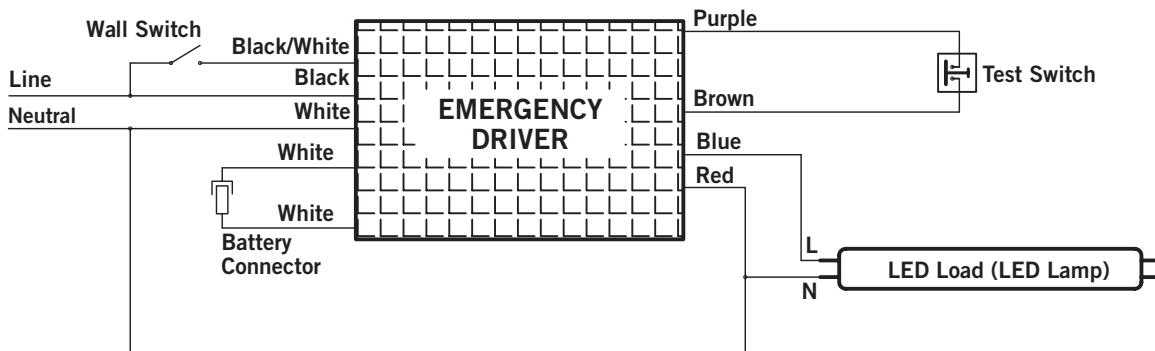 Purple
Wall Switch
Black/White
Line
Black
Test Switch
Neutral
White
EMERGENCY
DRIVER
Brown
White
Blue
Red
White
Battery
Connector
L
LED Load (LED Lamp)
N